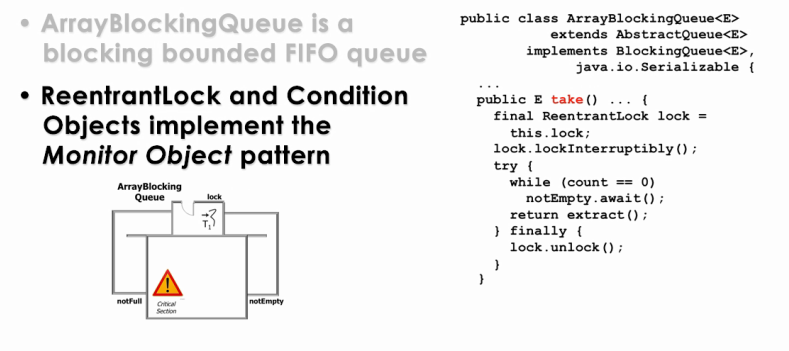 • ArrayBlockingQueue is a
blocking bounded FIFO queue
• ReentrantLock and Condition
Objects implement the
Monitor Object pattern
ArrayBlocking
Queue
lock
T1
notFull
Critical
Section
notEmpty
public class ArrayBlockingQueue<E>
extends AbstractQueue<E>
implements BlockingQueue<E>,
java.io.Serializable {
...
public E take() ... {
final ReentrantLock lock =
this.lock;
lock.lockInterruptibly();
try {
while (count == 0)
notEmpty.await();
return extract();
} finally {
lock.unlock();
}
}